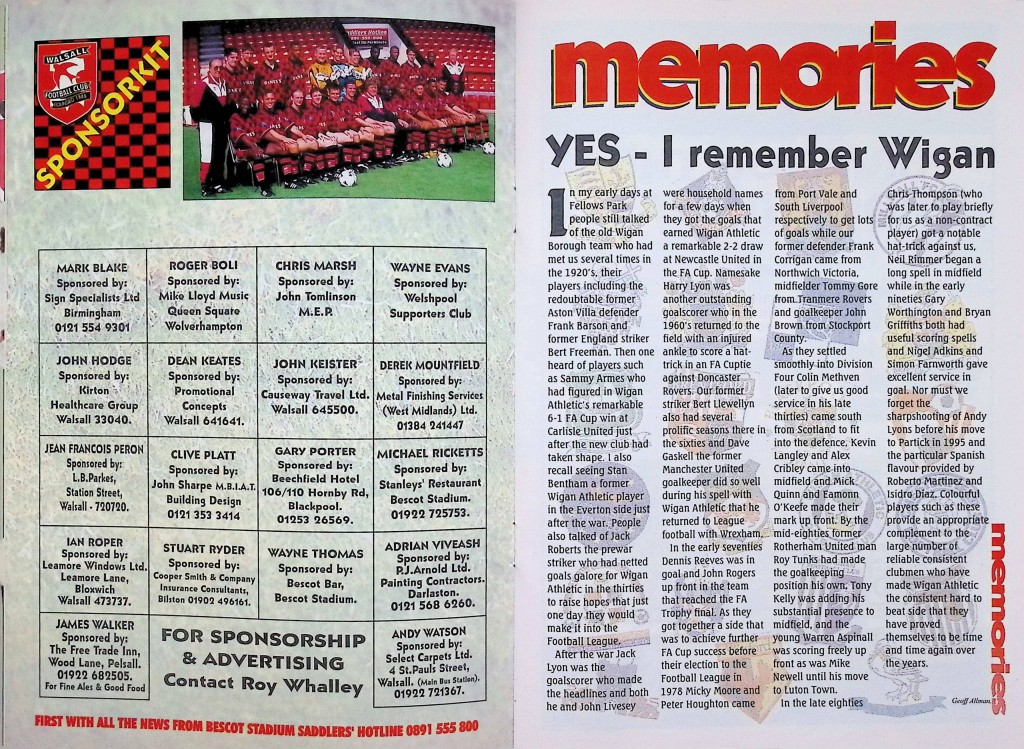 WALSALL
FOOTBALL CLUB
SPONSORKIT
MARK BLAKE
Sponsored by:
Sign Specialists Ltd
Birmingham
0121 554 9301
ROGER BOLI
Sponsored by:
Mike Lloyd Music
Queen Square
Wolverhampton
CHRIS MARSH
Sponsored by:
John Tomlinson
M.E.P.
WAYNE EVANS
Sponsored by:
Welshpool
Supporters Club
JOHN HODGE
Sponsored by:
Kirton
Healthcare Group
Walsall 33040.
DEAN KEATES
Sponsored by:
Promotional
Concepts
Walsall 641641.
JOHN KEISTER
Sponsored by:
Causeway Travel Ltd.
Walsall 645500.
DEREK MOUNTFIELD
Sponsored by:
Metal Finishing Services
(West Midlands) Ltd.
01384 241447
JEAN FRANCOIS PERON
Sponsored by:
L.B.Parkes,
Station Street,
Walsall - 720720.
CLIVE PLATT
Sponsored by:
John Sharpe M.B.I.A.T.
Building Design
0121 353 3414
GARY PORTER
Sponsored by:
Beechfield Hotel
106/110 Hornby Rd,
Blackpool.
01253 26569.
MICHAEL RICKETTS
Sponsored by:
Stanleys' Restaurant
Bescot Stadium.
01922 725753.
IAN ROPER
Sponsored by:
Leamore Windows Ltd.
Leamore Lane,
Bloxwich
Walsall 473737.
STUART RYDER
Sponsored by:
Cooper Smith & Company
Insurance Consultants,
Bilston 01902 496161.
WAYNE THOMAS
Sponsored by:
Bescot Bar,
Bescot Stadium.
ADRIAN VIVEASH
Sponsored by:
P.J.Arnold Ltd.
Painting Contractors.
Darlaston.
0121 568 6260.
JAMES WALKER
Sponsored by:
The Free Trade Inn,
Wood Lane, Pelsall.
01922 682505.
For Fine Ales & Good Food
FOR SPONSORSHIP
& ADVERTISING
Contact Roy Whalley
ANDY WATSON
Sponsored by:
Select Carpets Ltd.
4 St.Pauls Street,
Walsall. (Main Bus Station).
01922 721367.
FIRST WITH ALL THE NEWS FROM BESCOT STADIUM SADDLERS' HOTLINE 0891 555 800
memories
YES - I remember Wigan
In my early days at
Fellows Park
people still talked
of the old Wigan
Borough team who had
met us several times in
the 1920's, their
players including the
redoubtable former
Aston Villa defender
Frank Barson and
former England striker
Bert Freeman. Then one
heard of players such
as Sammy Armes who
had figured in Wigan
Athletic's remarkable
6-1 FA Cup win at
Carlisle United just
after the new club had
taken shape. I also
recall seeing Stan
Bentham a former
Wigan Athletic player
in the Everton side just
after the war. People
also talked of Jack
Roberts the prewar
striker who had netted
goals galore for Wigan
Athletic in the thirties
to raise hopes that just
one day they would
make it into the
Football League.
After the war Jack
Lyon was the
goalscorer who made
the headlines and both
he and John Livesey
were household names
for a few days when
they got the goals that
earned Wigan Athletic
a remarkable 2-2 draw
at Newcastle United in
the FA Cup. Namesake
Harry Lyon was
another outstanding
goalscorer who in the
1960's returned to the
field with an injured
ankle to score a hat-
trick in an FA Cuptie
against Doncaster
Rovers. Our former
striker Bert Llewellyn
also had several
prolific seasons there in
the sixties and Dave
Gaskell the former
Manchester United
goalkeeper did so well
during his spell with
Wigan Athletic that he
returned to League
football with Wrexham.
In the early seventies
Dennis Reeves was in
goal and John Rogers
up front in the team
that reached the FA
Trophy final. As they
got together a side that
was to achieve further
FA Cup success before
their election to the
Football League in
1978 Micky Moore and
Peter Houghton came
from Port Vale and
South Liverpool
respectively to get lots
of goals while our
former defender Frank
Corrigan came from
Northwich Victoria,
midfielder Tommy Gore
from Tranmere Rovers
and goalkeeper John
Brown from Stockport
County.
As they settled
smoothly into Division
Four Colin Methven
(later to give us good
service in his late
thirties) came south
from Scotland to fit
into the defence, Kevin
Langley and Alex
Cribley came into
midfield and Mick
Quinn and Eamonn
O'Keefe made their
mark up front. By the
mid-eighties former
Rotherham United man
Roy Tunks had made
the goalkeeping
position his own, Tony
Kelly was adding his
substantial presence to
midfield, and the
young Warren Aspinall
was scoring freely up
front as was Mike
Newell until his move
to Luton Town.
In the late eighties
Chris Thompson (who
was later to play briefly
for us as a non-contract
player) got a notable
hat-trick against us,
Neil Rimmer began a
long spell in midfield
while in the early
nineties Gary
Worthington and Bryan
Griffiths both had
useful scoring spells
and Nigel Adkins and
Simon Farnworth gave
excellent service in
goal. Nor must we
forget the
sharpshooting of Andy
Lyons before his move
to Partick in 1995 and
the particular Spanish
flavour provided by
Roberto Martinez and
Isidro Diaz. Colourful
players such as these
provide an appropriate
complement to the
large number of
reliable consistent
clubmen who have
made Wigan Athletic
the consistent hard to
beat side that they
have proved
themselves to be time
and time again over
the years.
Geoff Allman.
memories